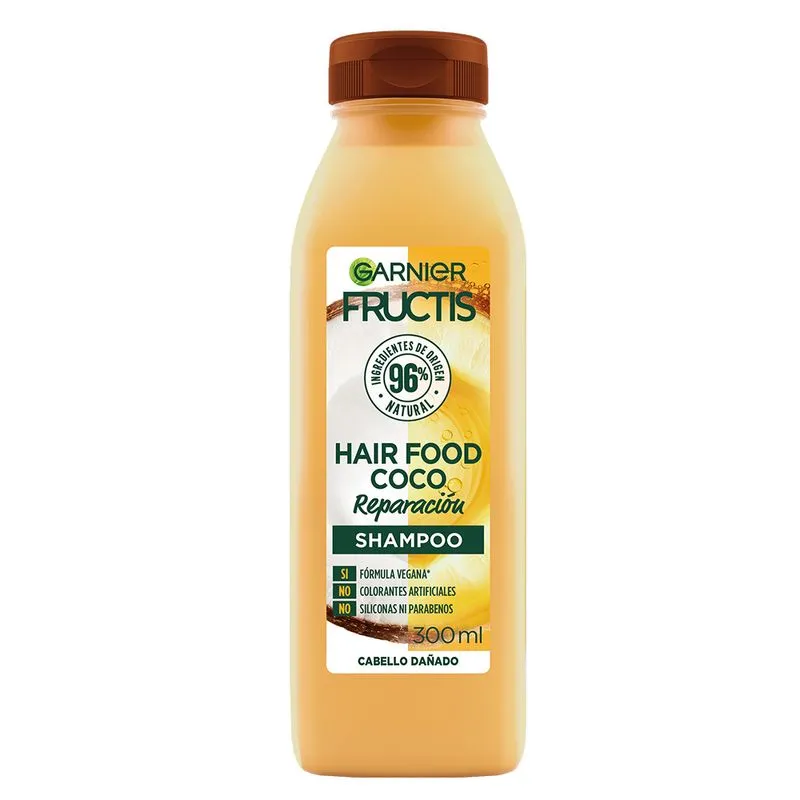 GARNIER
FRUCTIS
INGREDIENTES DE ORIGEN
96%
NATURAL
HAIR FOOD
COCO
Reparación
SHAMPOO
SI FÓRMULA VEGANA*
NO COLORANTES ARTIFICIALES
NO SILICONAS NI PARABENOS
300ml
CABELLO DAÑADO